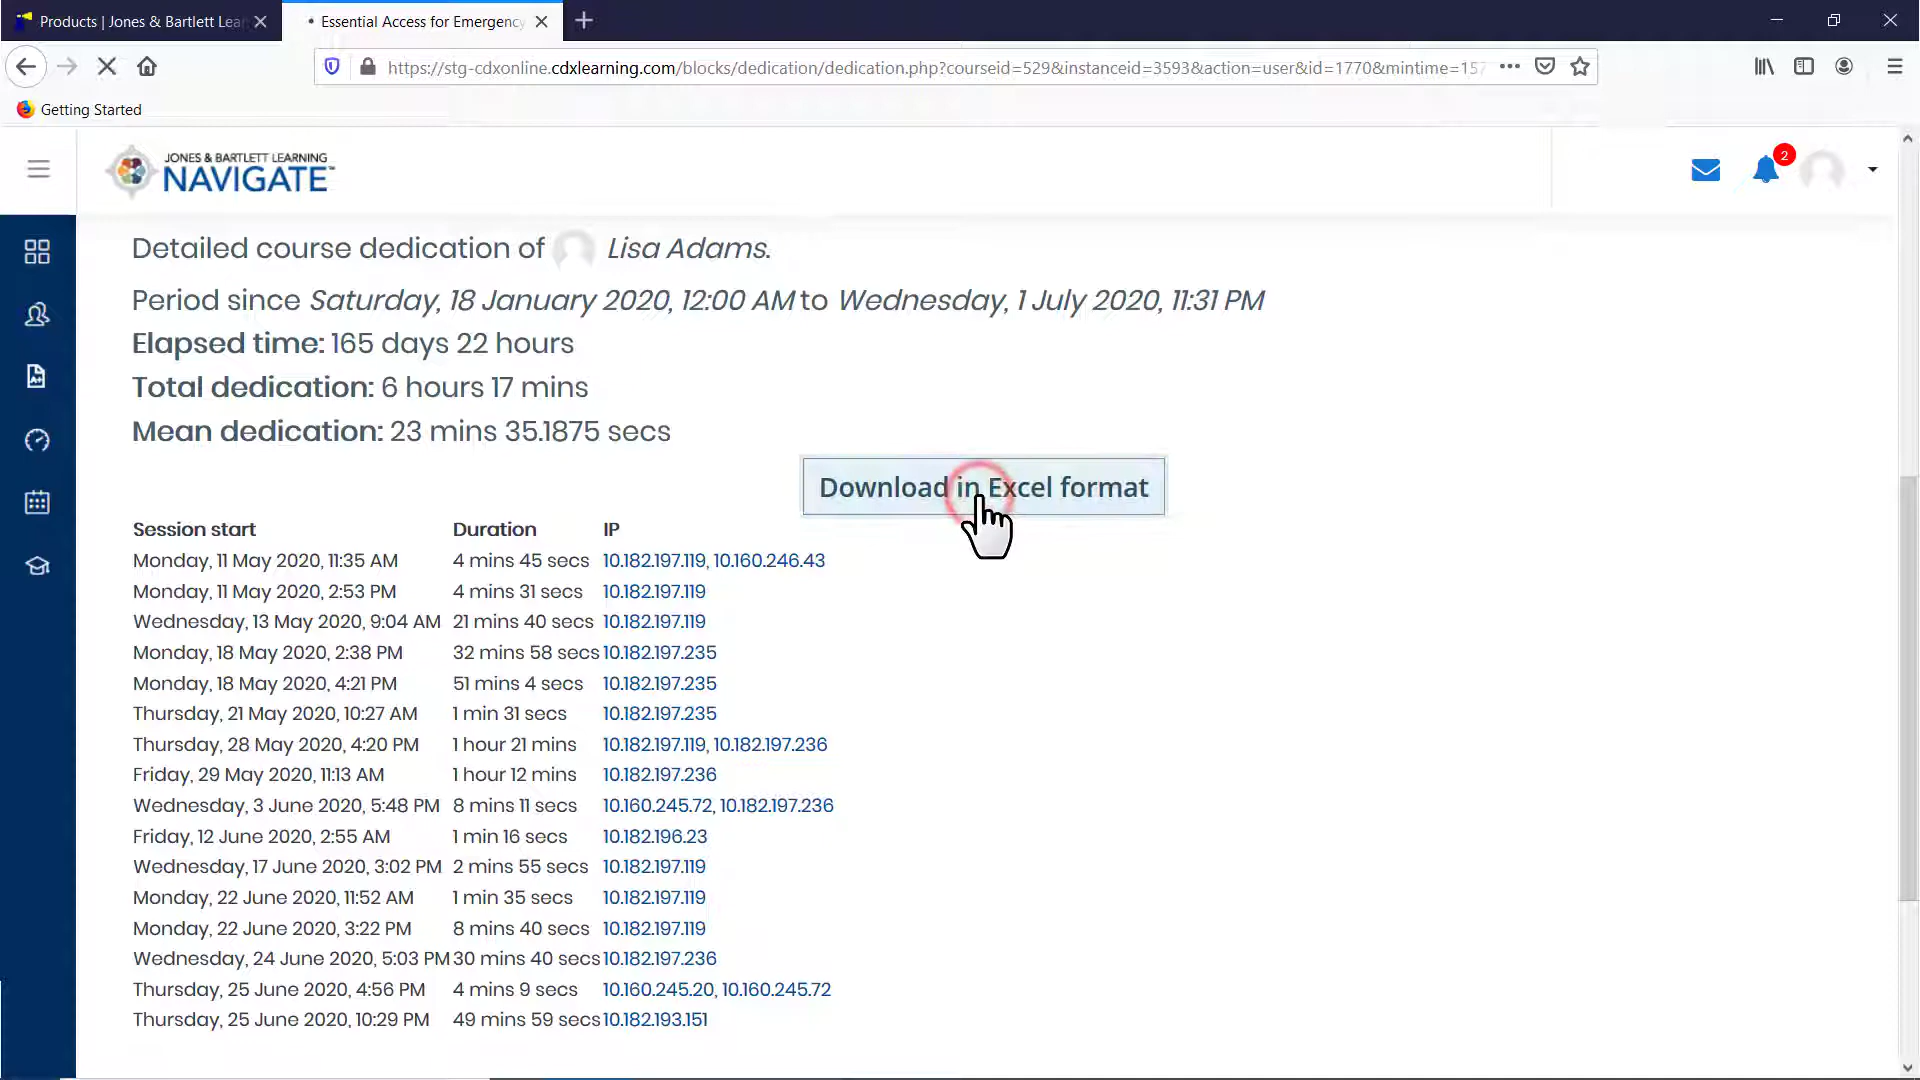 Products | Jones & Bartlett Lear
• Essential Access for Emergency
https://stg-cdxonline.cdxlearning.com/blocks/dedication/dedication.php?courseid=529&instanceid=3593&action=user&id=1770&mintime=157
Getting Started
JONES & BARTLETT LEARNING
NAVIGATE™
2
Detailed course dedication of Lisa Adams.
Period since Saturday, 18 January 2020, 12:00 AM to Wednesday, 1 July 2020, 11:31 PM
Elapsed time: 165 days 22 hours
Total dedication: 6 hours 17 mins
Mean dedication: 23 mins 35.1875 secs
Download in Excel format
Session start Duration IP
Monday, 11 May 2020, 11:35 AM 4 mins 45 secs 10.182.197.119, 10.160.246.43
Monday, 11 May 2020, 2:53 PM 4 mins 31 secs 10.182.197.119
Wednesday, 13 May 2020, 9:04 AM 21 mins 40 secs 10.182.197.119
Monday, 18 May 2020, 2:38 PM 32 mins 58 secs 10.182.197.235
Monday, 18 May 2020, 4:21 PM 51 mins 4 secs 10.182.197.235
Thursday, 21 May 2020, 10:27 AM 1 min 31 secs 10.182.197.235
Thursday, 28 May 2020, 4:20 PM 1 hour 21 mins 10.182.197.119, 10.182.197.236
Friday, 29 May 2020, 11:13 AM 1 hour 12 mins 10.182.197.236
Wednesday, 3 June 2020, 5:48 PM 8 mins 11 secs 10.160.245.72, 10.182.197.236
Friday, 12 June 2020, 2:55 AM 1 min 16 secs 10.182.196.23
Wednesday, 17 June 2020, 3:02 PM 2 mins 55 secs 10.182.197.119
Monday, 22 June 2020, 11:52 AM 1 min 35 secs 10.182.197.119
Monday, 22 June 2020, 3:22 PM 8 mins 40 secs 10.182.197.119
Wednesday, 24 June 2020, 5:03 PM 30 mins 40 secs 10.182.197.236
Thursday, 25 June 2020, 4:56 PM 4 mins 9 secs 10.160.245.20, 10.160.245.72
Thursday, 25 June 2020, 10:29 PM 49 mins 59 secs 10.182.193.151